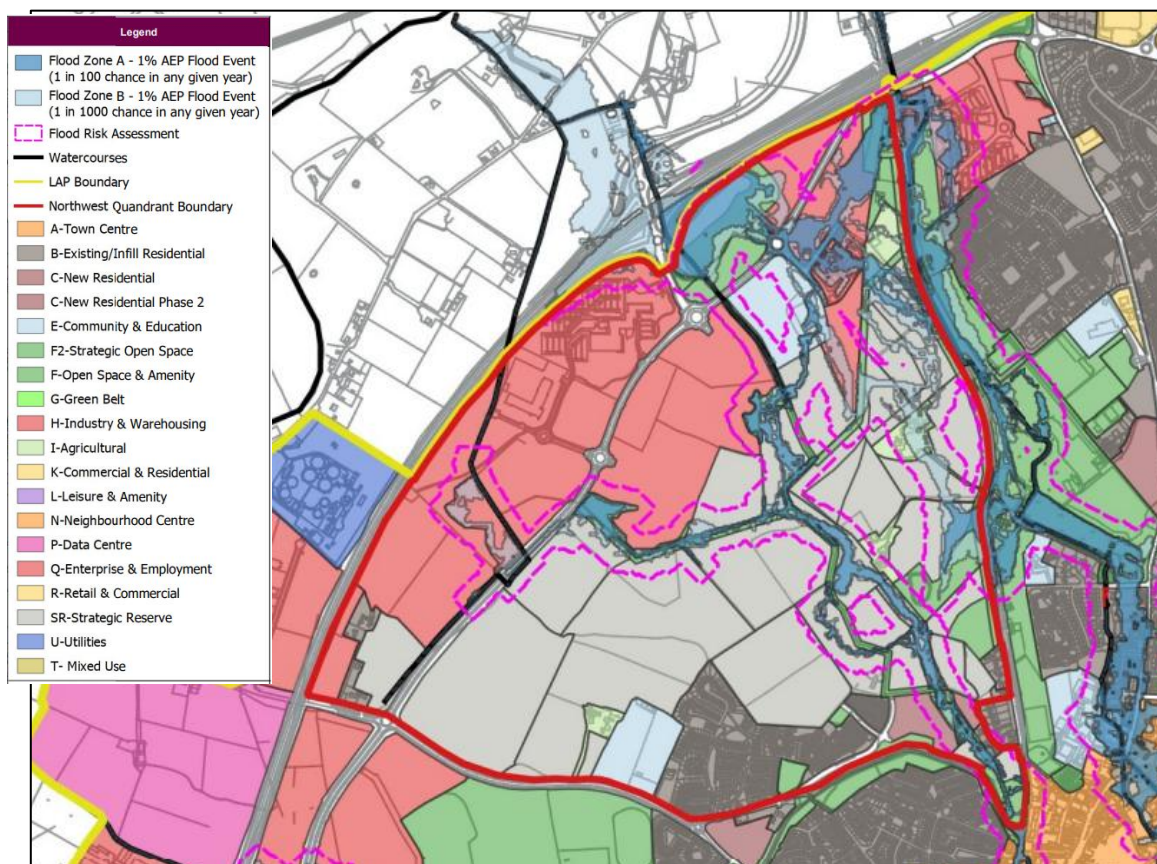 Legend
Flood Zone A - 1% AEP Flood Event
(1 in 100 chance in any given year)
Flood Zone B - 1% AEP Flood Event
(1 in 1000 chance in any given year)
Flood Risk Assessment
Watercourses
LAP Boundary
Northwest Quadrant Boundary
A-Town Centre
B-Existing/Infill Residential
C-New Residential
C-New Residential Phase 2
E-Community & Education
F2-Strategic Open Space
F-Open Space & Amenity
G-Green Belt
H-Industry & Warehousing
I-Agricultural
K-Commercial & Residential
L-Leisure & Amenity
N-Neighbourhood Centre
P-Data Centre
Q-Enterprise & Employment
R-Retail & Commercial
SR-Strategic Reserve
U-Utilities
T- Mixed Use